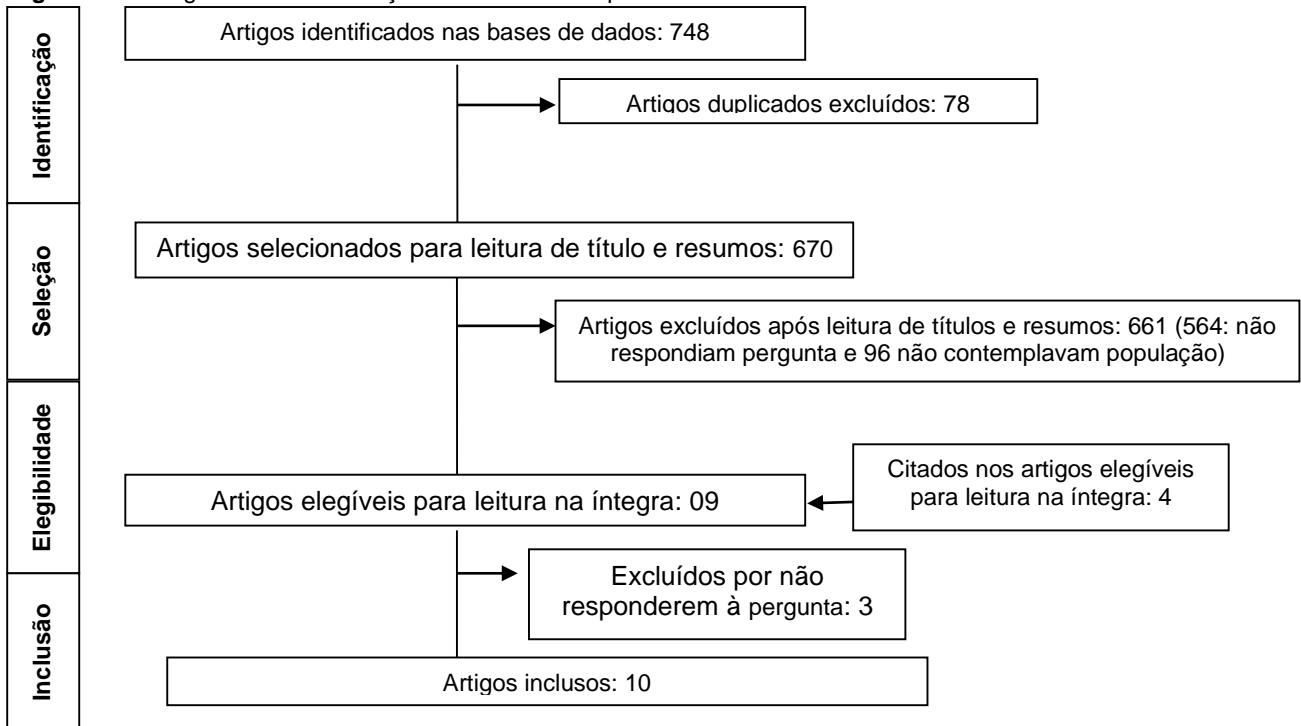 Artigos identificados nas bases de dados: 748
Identificação
Artigos duplicados excluídos: 78
Artigos selecionados para leitura de título e resumos: 670
Seleção
Artigos excluídos após leitura de títulos e resumos: 661 (564: não
respondiam pergunta e 96 não contemplavam população)
Elegibilidade
Citados nos artigos elegíveis
para leitura na íntegra: 4
Artigos elegíveis para leitura na íntegra: 09
Excluídos por não
responderem à pergunta: 3
Inclusão
Artigos inclusos: 10